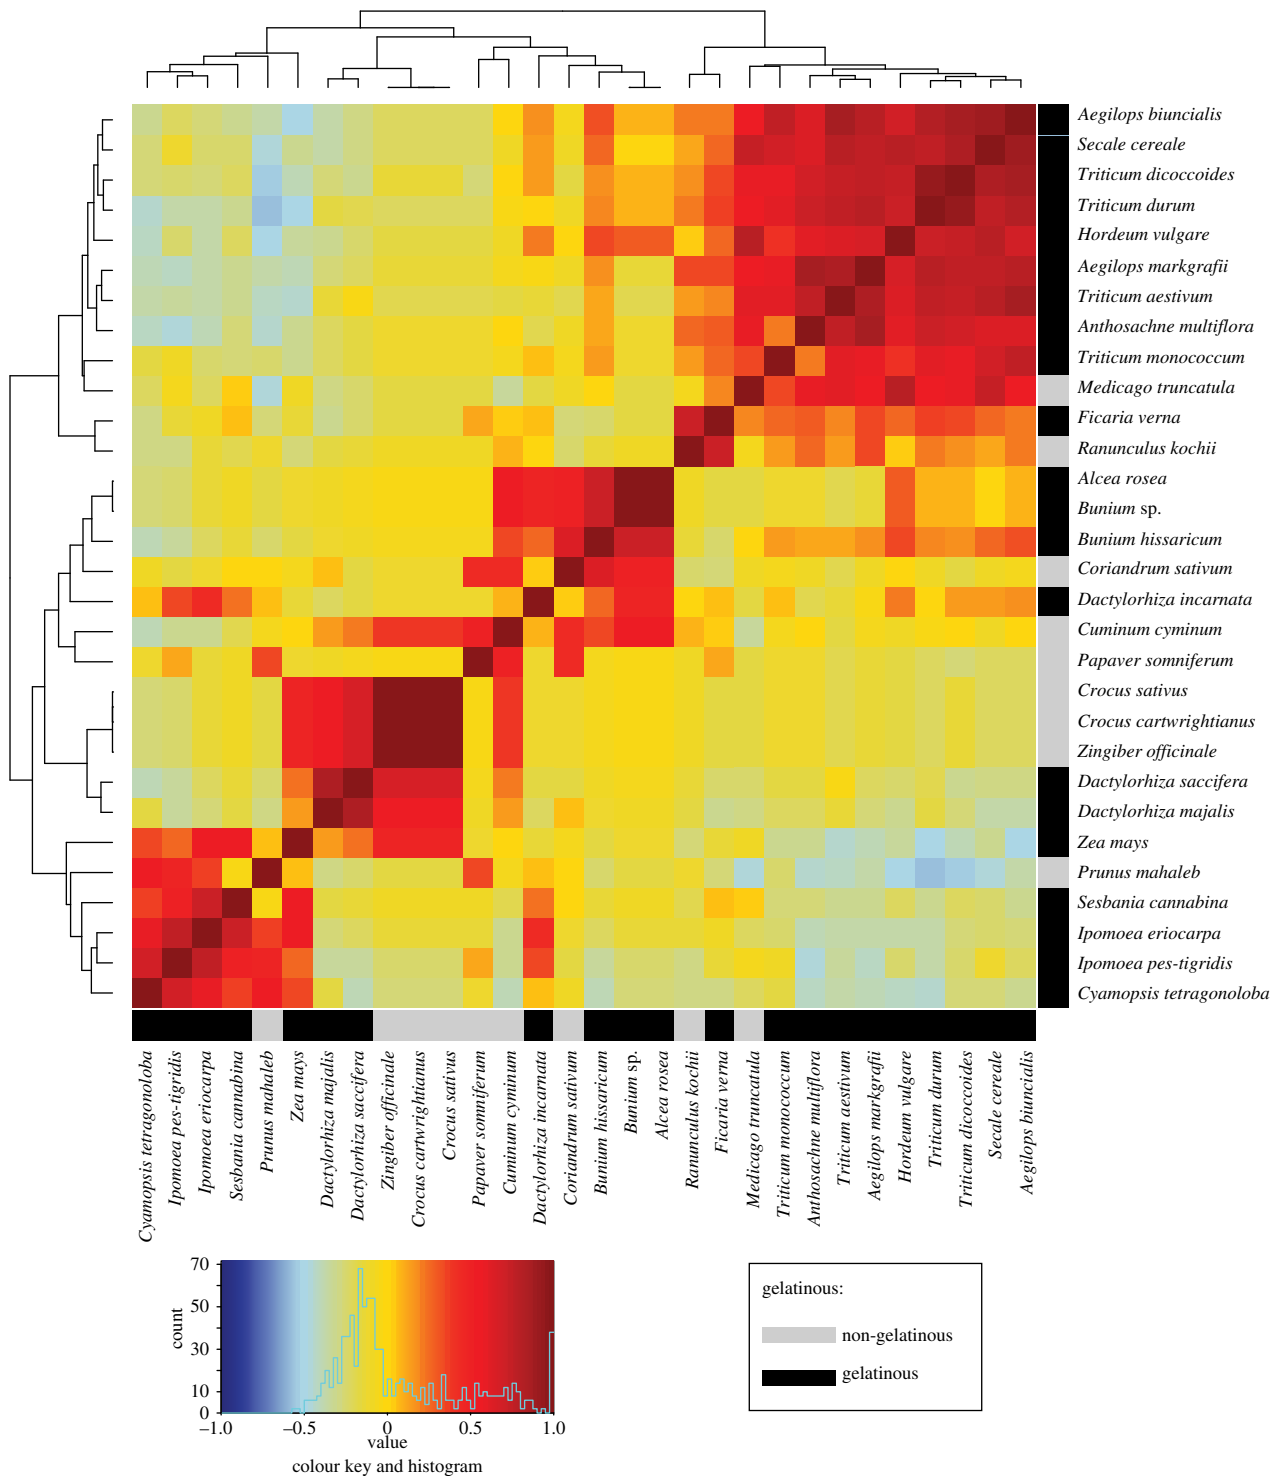 Aegilops biuncialis
Secale cereale
Triticum dicoccoides
Triticum durum
Hordeum vulgare
Aegilops markgrafii
Triticum aestivum
Anthosachne multiflora
Triticum monococcum
Medicago truncatula
Ficaria verna
Ranunculus kochii
Alcea rosea
Bunium sp.
Bunium hissaricum
Coriandrum sativum
Dactylorhiza incarnata
Cuminum cyminum
Papaver somniferum
Crocus sativus
Crocus cartwrightianus
Zingiber officinale
Dactylorhiza saccifera
Dactylorhiza majalis
Zea mays
Prunus mahaleb
Sesbania cannabina
Ipomoea eriocarpa
Ipomoea pes-tigridis
Cyamopsis tetragonoloba
Cyamopsis tetragonoloba
Ipomoea pes-tigridis
Ipomoea eriocarpa
Sesbania cannabina
Prunus mahaleb
Zea mays
Dactylorhiza majalis
Dactylorhiza saccifera
Zingiber officinale
Crocus cartwrightianus
Crocus sativus
Papaver somniferum
Cuminum cyminum
Dactylorhiza incarnata
Coriandrum sativum
Bunium hissaricum
Bunium sp.
Alcea rosea
Ranunculus kochii
Ficaria verna
Medicago truncatula
Triticum monococcum
Anthosachne multiflora
Triticum aestivum
Aegilops markgrafii
Hordeum vulgare
Triticum durum
Triticum dicoccoides
Secale cereale
Aegilops biuncialis
70
50
30
10
0
count
–1.0 –0.5 0 0.5 1.0
value
colour key and histogram
gelatinous:
non-gelatinous
gelatinous